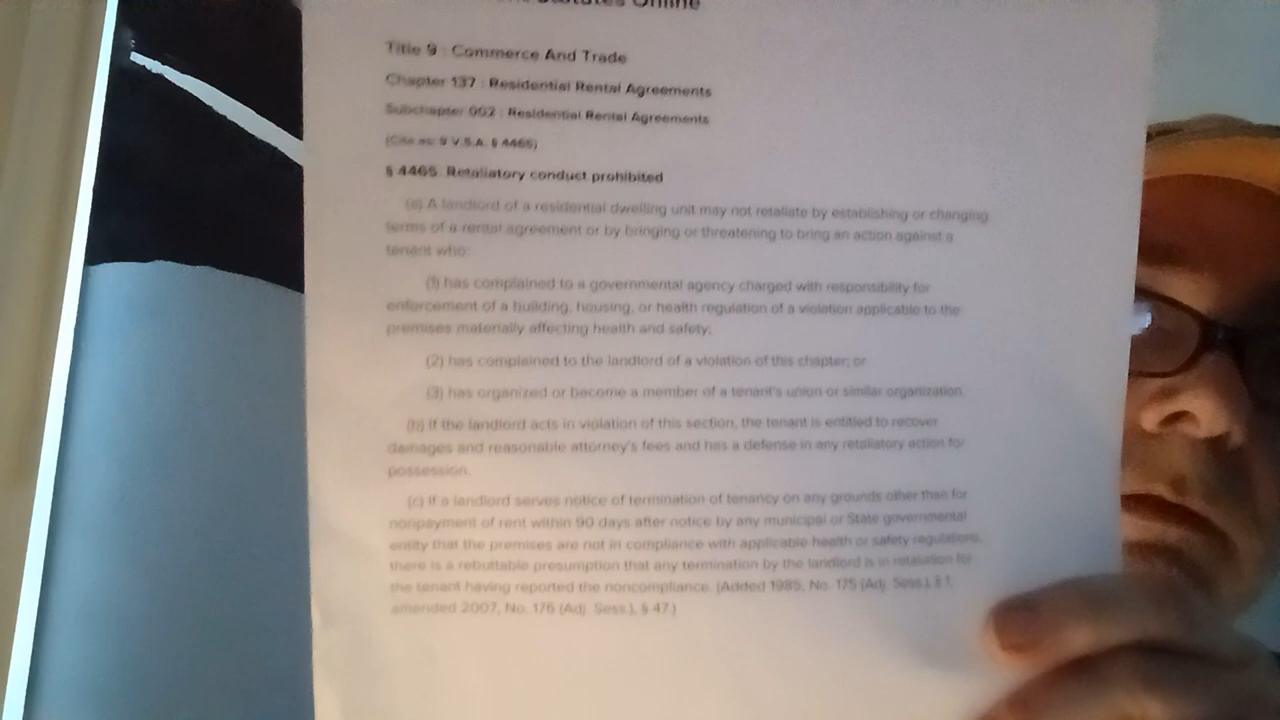 Statutes Online
Title 9 : Commerce And Trade
Chapter 137 : Residential Rental Agreements
Subchapter 002 : Residential Rental Agreements
(Cite as: 9 V.S.A. § 4465)
§ 4465. Retaliatory conduct prohibited
(a) A landlord of a residential dwelling unit may not retaliate by establishing or changing
terms of a rental agreement or by bringing or threatening to bring an action against a
tenant who:
(1) has complained to a governmental agency charged with responsibility for
enforcement of a building, housing, or health regulation of a violation applicable to the
premises materially affecting health and safety;
(2) has complained to the landlord of a violation of this chapter; or
(3) has organized or become a member of a tenant's union or similar organization.
(b) If the landlord acts in violation of this section, the tenant is entitled to recover
damages and reasonable attorney's fees and has a defense in any retaliatory action for
possession.
(c) If a landlord serves notice of termination of tenancy on any grounds other than for
nonpayment of rent within 90 days after notice by any municipal or State governmental
entity that the premises are not in compliance with applicable health or safety regulations,
there is a rebuttable presumption that any termination by the landlord is in retaliation for
the tenant having reported the noncompliance. (Added 1985, No. 175 (Adj. Sess.), § 1;
amended 2007, No. 176 (Adj. Sess.), § 47.)